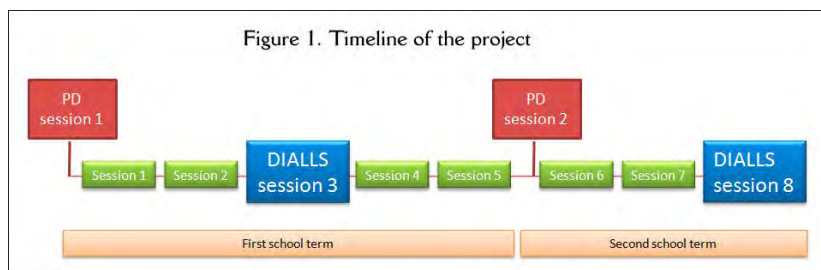 Figure 1. Timeline of the project
PD
session 1
PD
session 2
Session 1
Session 2
DIALLS
session 3
Session 4
Session 5
Session 6
Session 7
DIALLS
session 8
First school term
Second school term